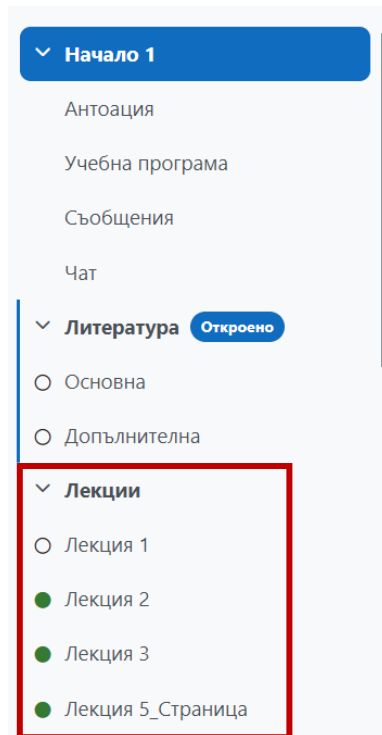 Начало 1
Антоация
Учебна програма
Съобщения
Чат
Литература Откроено
Основна
Допълнителна
Лекции
Лекция 1
Лекция 2
Лекция 3
Лекция 5_Страница